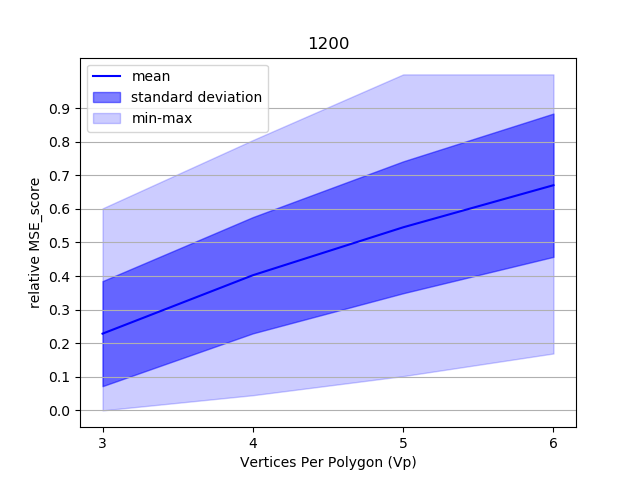 1200
mean
standard deviation
min-max
0.9
0.8
0.7
0.6
0.5
0.4
0.3
0.2
0.1
0.0
relative MSE_score
3 4 5 6
Vertices Per Polygon (Vp)